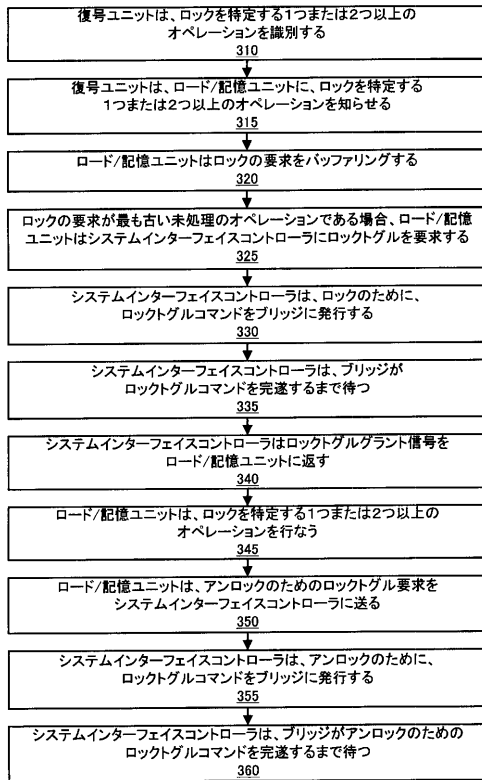 復号ユニットは、ロックを特定する1つまたは2つ以上の
オペレーションを識別する
310
復号ユニットは、ロード/記憶ユニットに、ロックを特定する
1つまたは2つ以上のオペレーションを知らせる
315
ロード/記憶ユニットはロックの要求をバッファリングする
320
ロックの要求が最も古い未処理のオペレーションである場合、ロード/記憶
ユニットはシステムインターフェイスコントローラにロックトグルを要求する
325
システムインターフェイスコントローラは、ロックのために、
ロックトグルコマンドをブリッジに発行する
330
システムインターフェイスコントローラは、ブリッジが
ロックトグルコマンドを完遂するまで待つ
335
システムインターフェイスコントローラはロックトグルグラント信号を
ロード/記憶ユニットに返す
340
ロード/記憶ユニットは、ロックを特定する1つまたは2つ以上の
オペレーションを行なう
345
ロード/記憶ユニットは、アンロックのためのロックトグル要求を
システムインターフェイスコントローラに送る
350
システムインターフェイスコントローラは、アンロックのために、
ロックトグルコマンドをブリッジに発行する
355
システムインターフェイスコントローラは、ブリッジがアンロックのための
ロックトグルコマンドを完遂するまで待つ
360